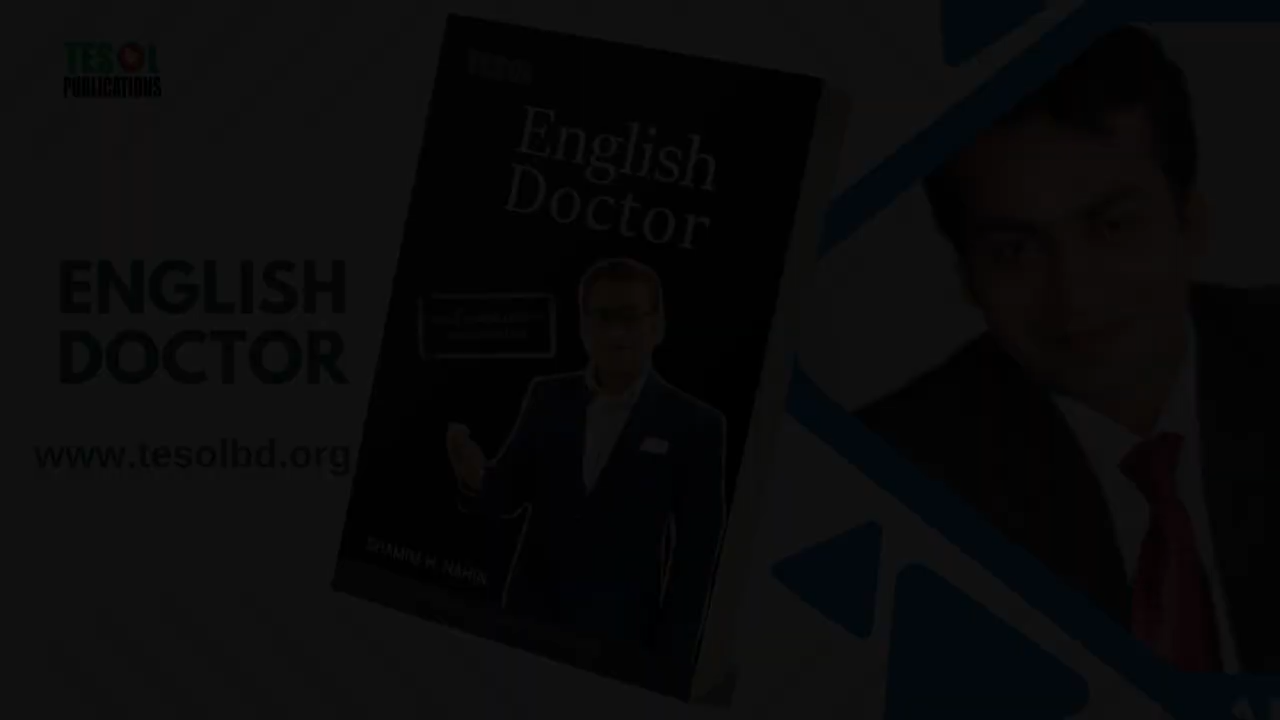 TESOL
PUBLICATIONS
ENGLISH
DOCTOR
www.tesolbd.org
English
Doctor
SHAMIM H. NAHIN